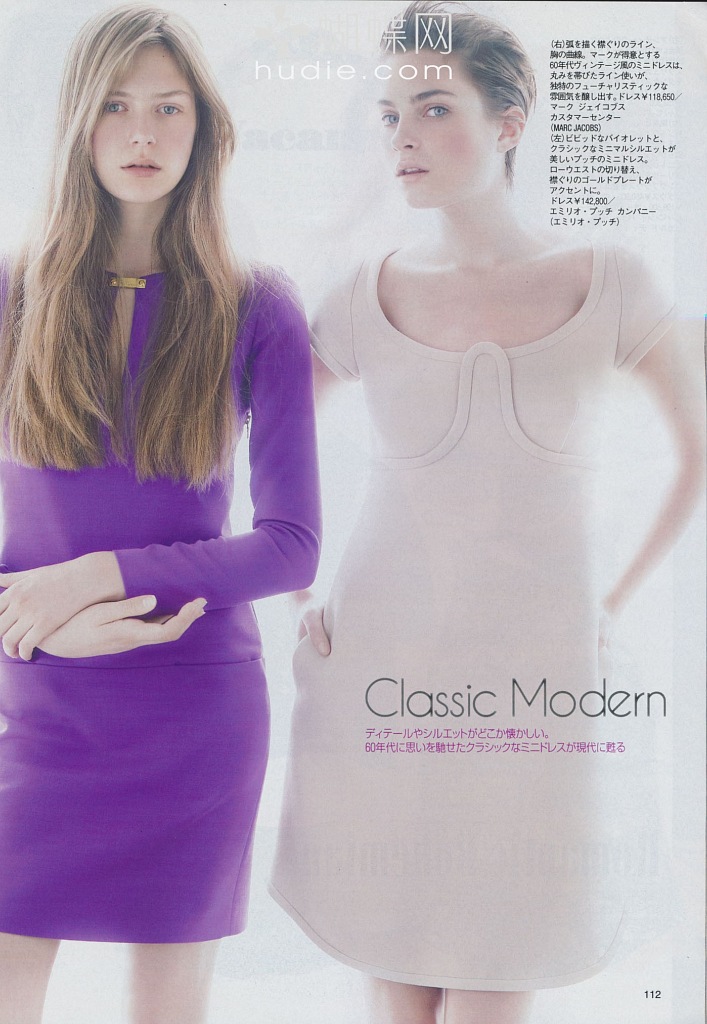 蝶网
hudie.com
(右)弧を描く襟ぐりのライン、
胸の曲線。マークが得意とする
60年代ヴィンテージ風のミニドレスは、
丸みを帯びたライン使いが、
独特のフューチャリスティックな
雰囲気を醸し出す。ドレス¥118,650／
マーク ジェイコブス
カスタマーセンター
(MARC JACOBS)
(左)ビビッドなバイオレットと、
クラシックなミニマルシルエットが
美しいプッチのミニドレス。
ローウエストの切り替え、
襟ぐりのゴールドプレートが
アクセントに。
ドレス¥142,800／
エミリオ・プッチ カンパニー
(エミリオ・プッチ)
Classic Modern
ディテールやシルエットがどこか懐かしい。
60年代に思いを馳せたクラシックなミニドレスが現代に甦る
112